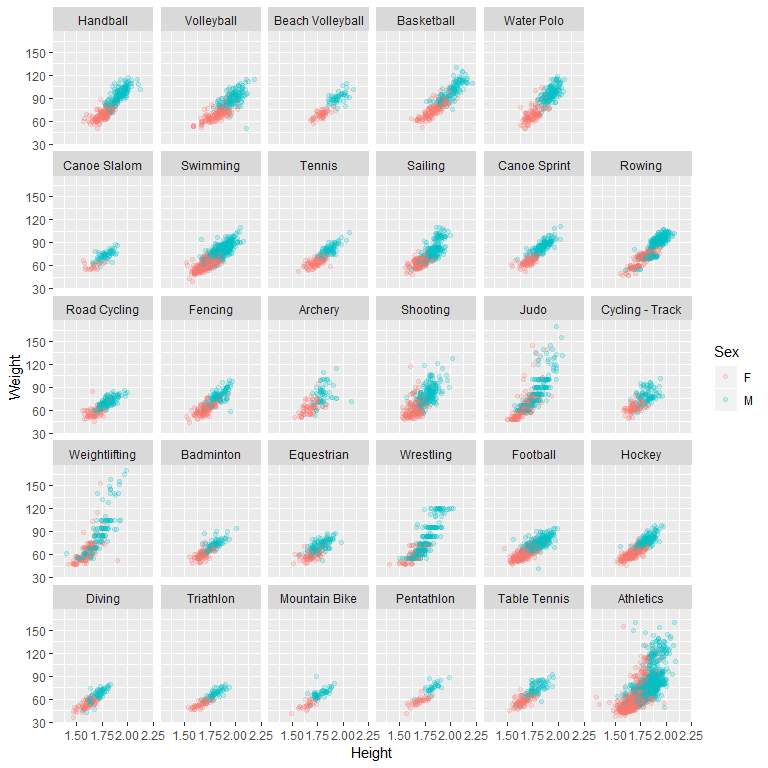 Handball Volleyball Beach Volleyball Basketball Water Polo
150
120
90
60
30
Canoe Slalom Swimming Tennis Sailing Canoe Sprint Rowing
150
120
90
60
30
Road Cycling Fencing Archery Shooting Judo Cycling - Track
150
120
90
60
30
Weightlifting Badminton Equestrian Wrestling Football Hockey
150
120
90
60
30
Diving Triathlon Mountain Bike Pentathlon Table Tennis Athletics
150
120
90
60
30
1.50 1.75 2.00 2.25 1.50 1.75 2.00 2.25 1.50 1.75 2.00 2.25 1.50 1.75 2.00 2.25 1.50 1.75 2.00 2.25 1.50 1.75 2.00 2.25
Height
Weight
Sex
F
M